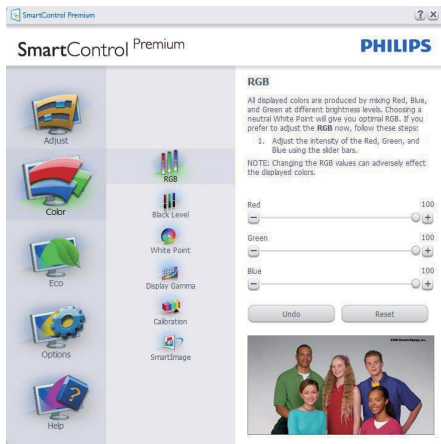 SmartControl Premium
SmartControl Premium
PHILIPS
Adjust
Color
Eco
Options
Help
RGB
Black Level
White Point
Display Gamma
Calibration
SmartImage
RGB
All displayed colors are produced by mixing Red, Blue,
and Green at different brightness levels. Choosing a
neutral White Point will give you optimal RGB. If you
prefer to adjust the RGB now, follow these steps:
1. Adjust the intensity of the Red, Green, and
Blue using the slider bars.
NOTE: Changing the RGB values can adversely effect
the displayed colors.
Red 100
Green 100
Blue 100
Undo Reset